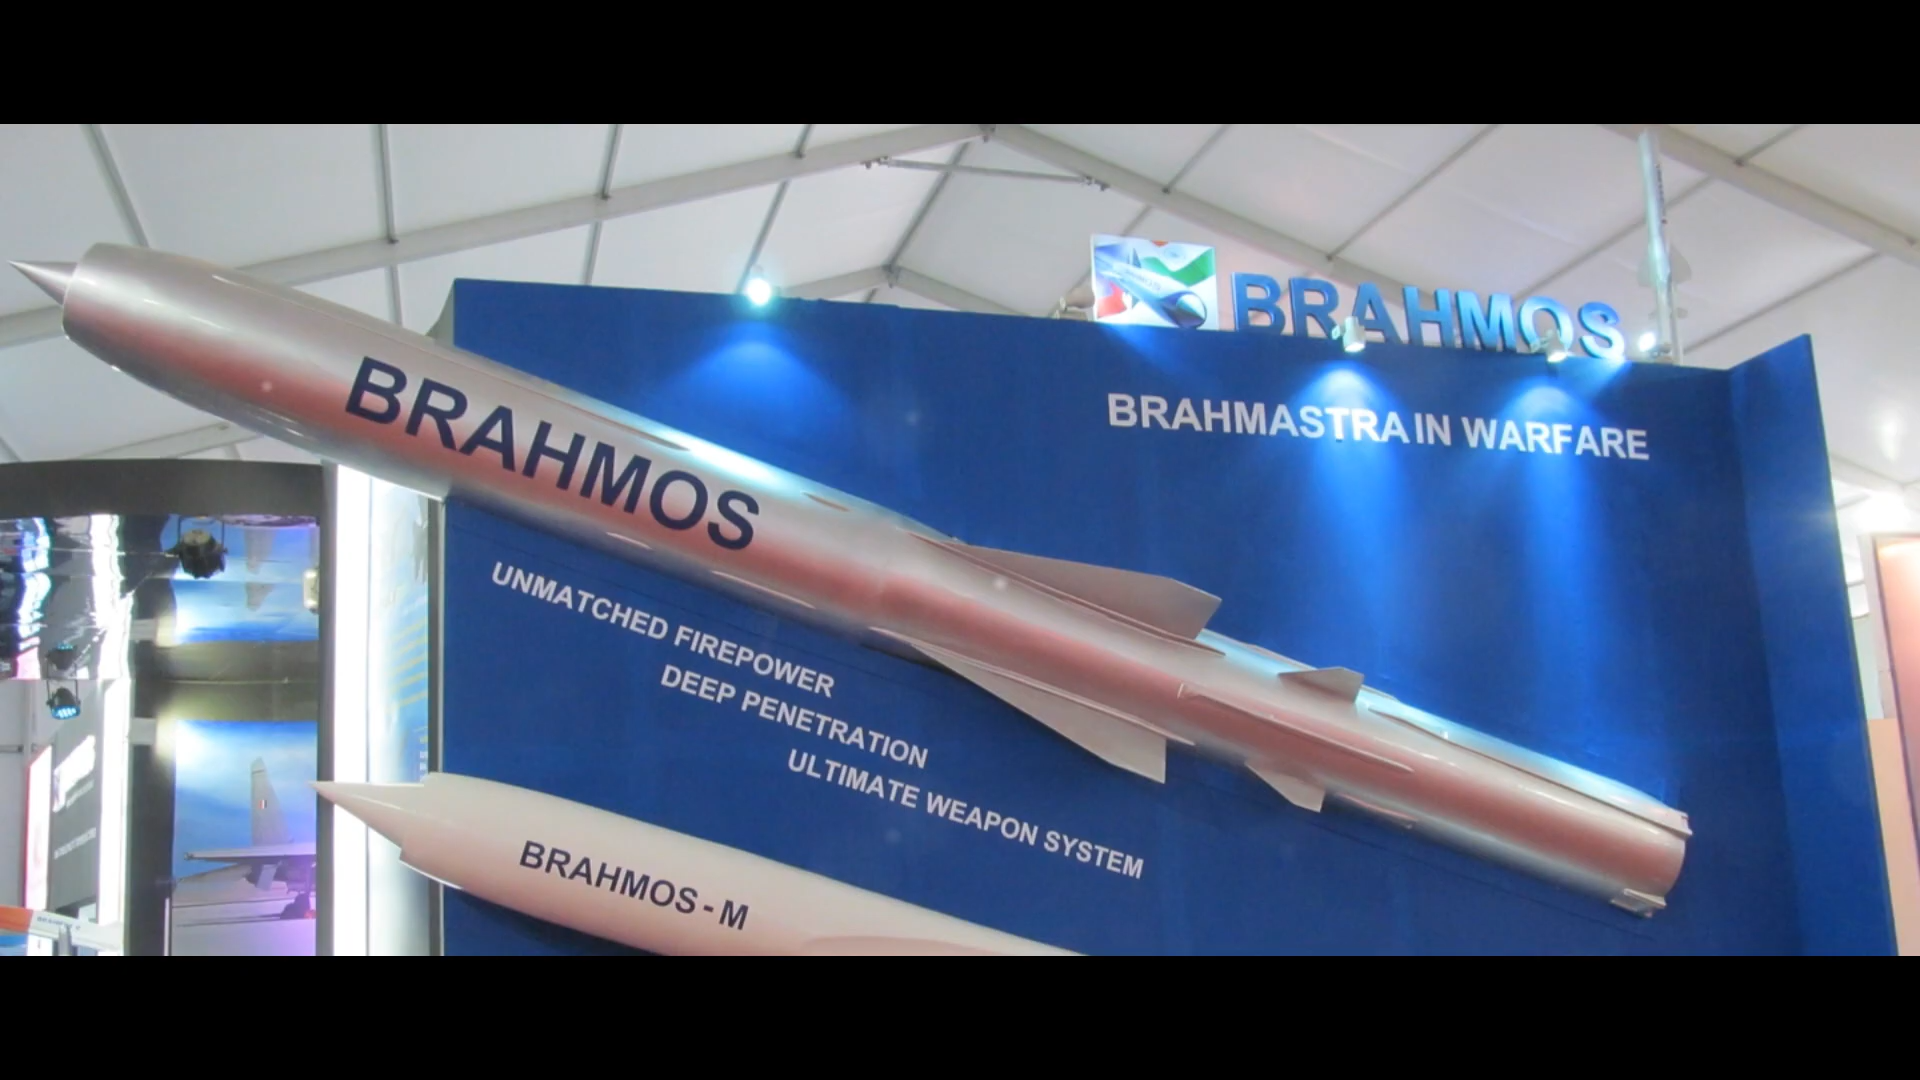 BRAHMOS
BRAHMASTRA IN WARFARE
BRAHMOS
UNMATCHED FIREPOWER
DEEP PENETRATION
ULTIMATE WEAPON SYSTEM
BRAHMOS - M